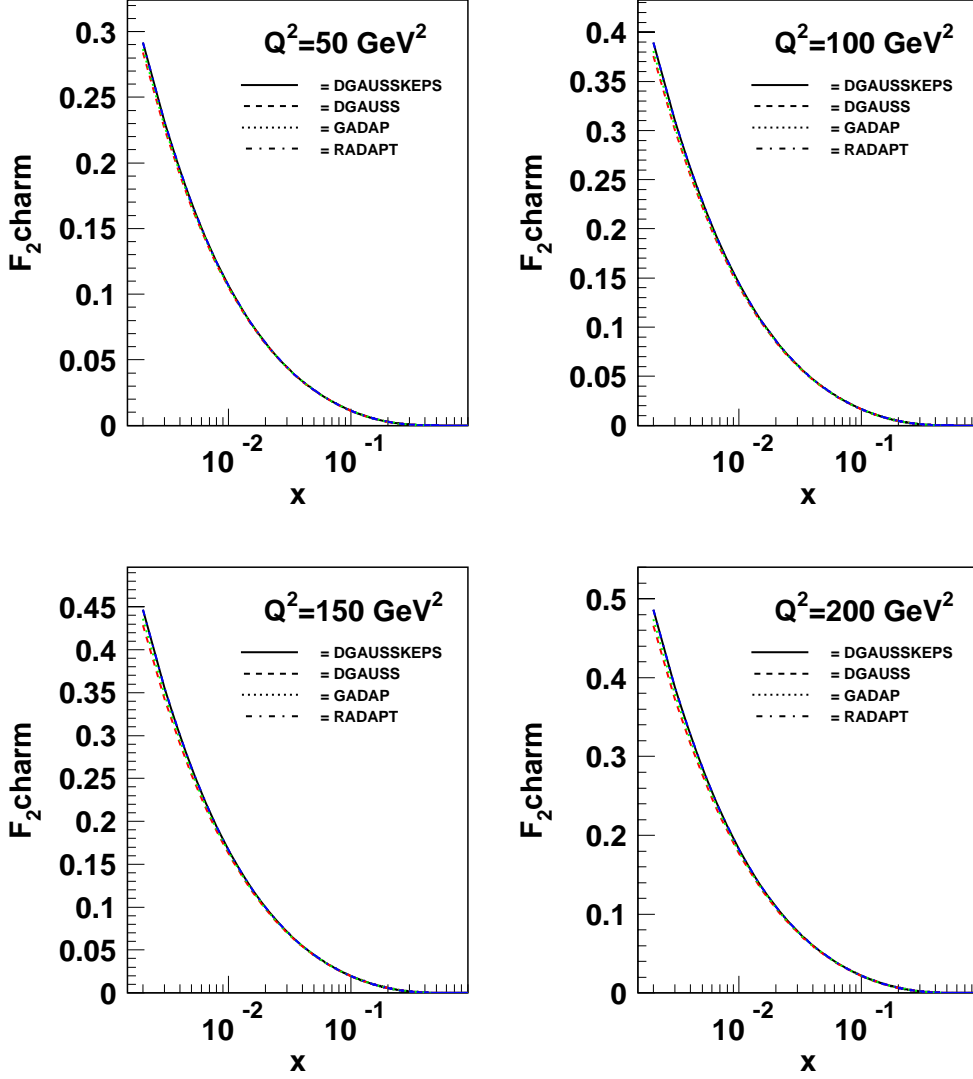 Q²=50 GeV²
= DGAUSSKEPS
= DGAUSS
= GADAP
= RADAPT
0.3
0.25
0.2
0.15
0.1
0.05
0
F₂charm
10⁻²
10⁻¹
x
Q²=100 GeV²
= DGAUSSKEPS
= DGAUSS
= GADAP
= RADAPT
0.4
0.35
0.3
0.25
0.2
0.15
0.1
0.05
0
F₂charm
10⁻²
10⁻¹
x
Q²=150 GeV²
= DGAUSSKEPS
= DGAUSS
= GADAP
= RADAPT
0.45
0.4
0.35
0.3
0.25
0.2
0.15
0.1
0.05
0
F₂charm
10⁻²
10⁻¹
x
Q²=200 GeV²
= DGAUSSKEPS
= DGAUSS
= GADAP
= RADAPT
0.5
0.4
0.3
0.2
0.1
0
F₂charm
10⁻²
10⁻¹
x